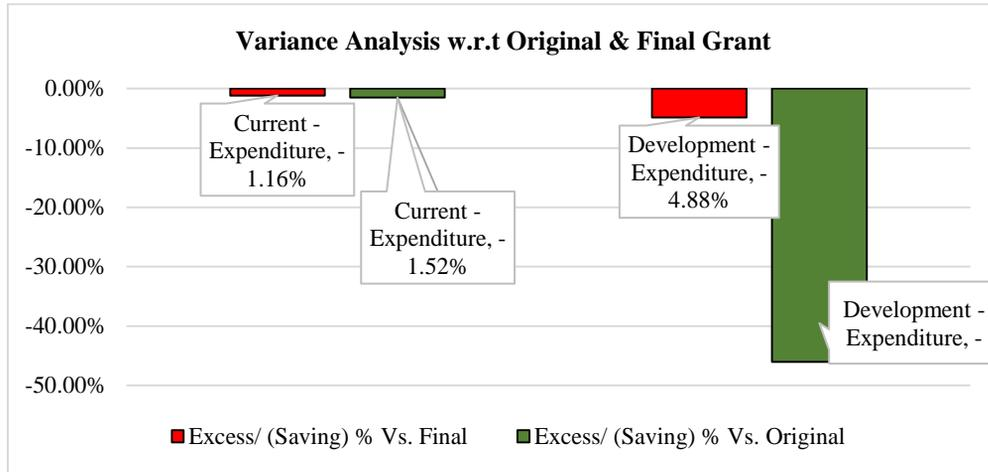 Variance Analysis w.r.t Original & Final Grant
0.00%
-10.00%
-20.00%
-30.00%
-40.00%
-50.00%
Current -
Expenditure, -
1.16%
Current -
Expenditure, -
1.52%
Development -
Expenditure, -
4.88%
Development -
Expenditure, -
Excess/ (Saving) % Vs. Final
Excess/ (Saving) % Vs. Original